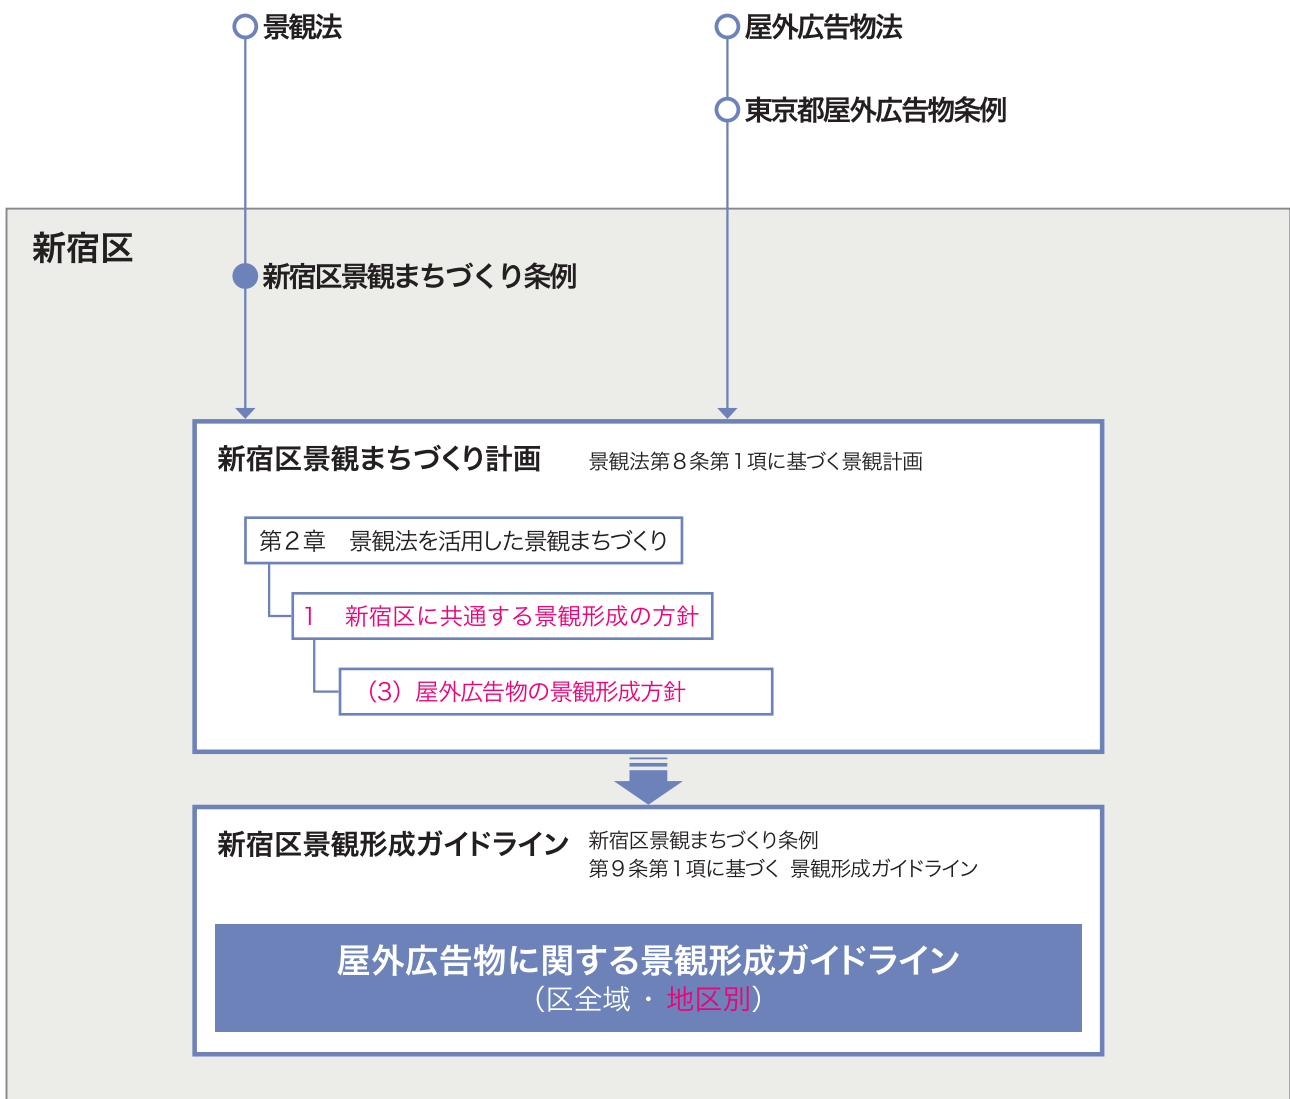 景観法
屋外広告物法
東京都屋外広告物条例
新宿区
新宿区景観まちづくり条例
新宿区景観まちづくり計画
景観法第8条第1項に基づく景観計画
第2章　景観法を活用した景観まちづくり
1　新宿区に共通する景観形成の方針
（3）屋外広告物の景観形成方針
新宿区景観形成ガイドライン
新宿区景観まちづくり条例
第9条第1項に基づく 景観形成ガイドライン
屋外広告物に関する景観形成ガイドライン
（区全域・地区別）